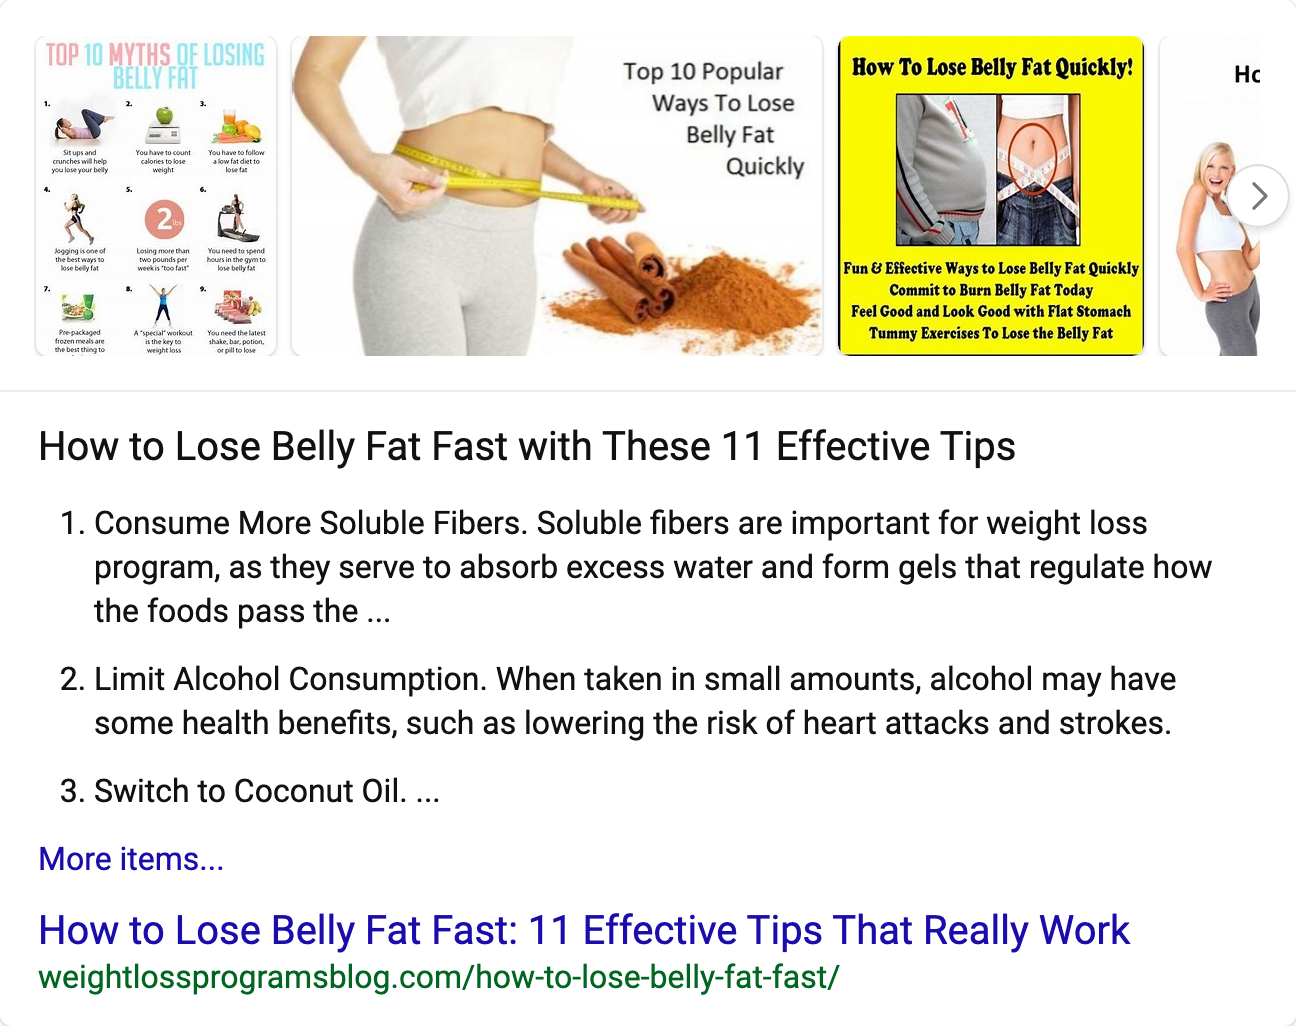 TOP 10 MYTHS OF LOSING
BELLY FAT
1.
2.
3.
Sit ups and
crunches will help
you lose your belly
You have to count
calories to lose
weight
You have to follow
a low fat diet to
lose fat
4.
5.
6.
2 lbs
Jogging is one of
the best ways to
lose belly fat
Losing more than
two pounds per
week is "too fast"
You need to spend
hours in the gym to
lose belly fat
7.
8.
9.
Pre-packaged
frozen meals are
the best thing to
A "special" workout
is the key to
weight loss
You need the latest
shake, bar, potion,
or pill to lose
Top 10 Popular
Ways To Lose
Belly Fat
Quickly
How To Lose Belly Fat Quickly!
Fun & Effective Ways to Lose Belly Fat Quickly
Commit to Burn Belly Fat Today
Feel Good and Look Good with Flat Stomach
Tummy Exercises To Lose the Belly Fat
How to Lose Belly Fat Fast with These 11 Effective Tips
1. Consume More Soluble Fibers. Soluble fibers are important for weight loss
program, as they serve to absorb excess water and form gels that regulate how
the foods pass the ...
2. Limit Alcohol Consumption. When taken in small amounts, alcohol may have
some health benefits, such as lowering the risk of heart attacks and strokes.
3. Switch to Coconut Oil. ...
More items...
How to Lose Belly Fat Fast: 11 Effective Tips That Really Work
weightlossprogramsblog.com/how-to-lose-belly-fat-fast/